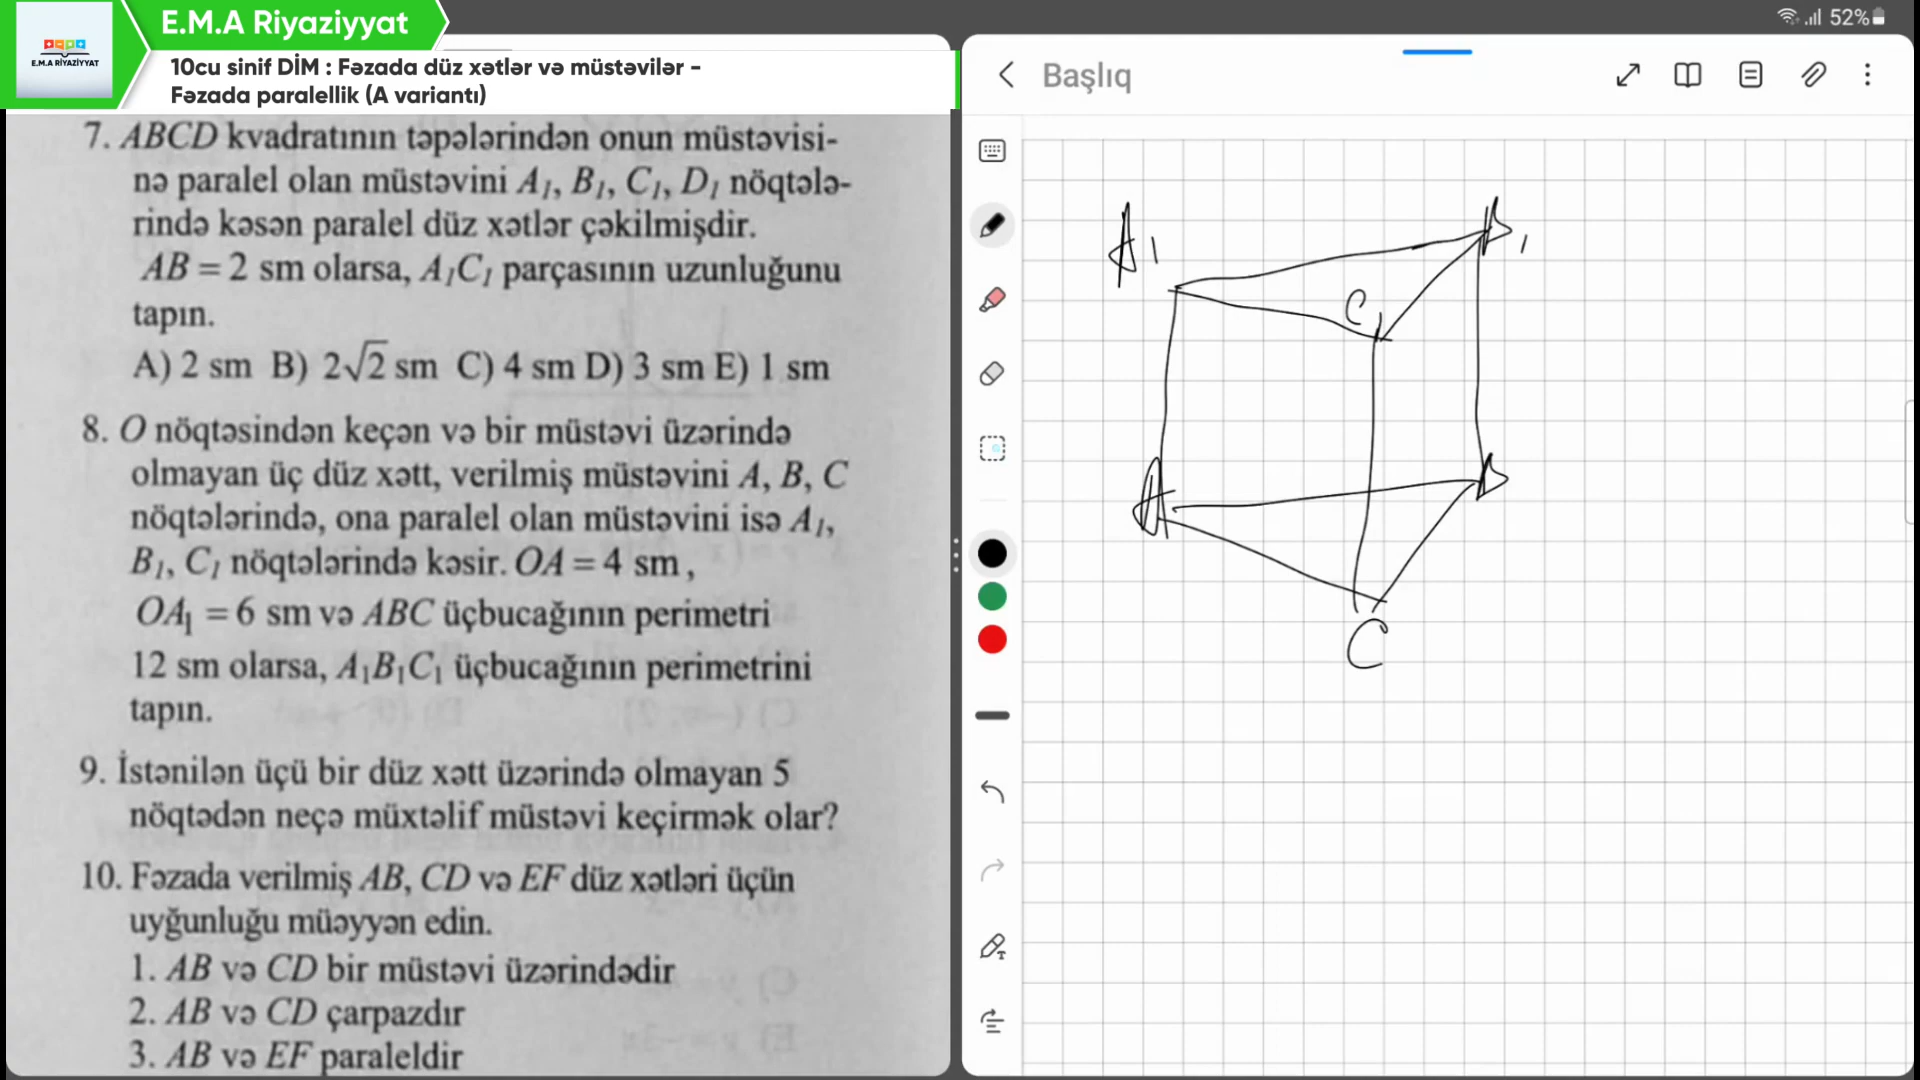 E.M.A Riyaziyyat
E.M.A RİYAZİYYAT
10cu sinif DİM : Fəzada düz xətlər və müstəvilər -
Fəzada paralellik (A variantı)
7. ABCD kvadratının təpələrindən onun müstəvisi-
nə paralel olan müstəvini A₁, B₁, C₁, D₁ nöqtələ-
rində kəsən paralel düz xətlər çəkilmişdir.
AB = 2 sm olarsa, A₁C₁ parçasının uzunluğunu
tapın.
A) 2 sm B) 2√2 sm C) 4 sm D) 3 sm E) 1 sm
8. O nöqtəsindən keçən və bir müstəvi üzərində
olmayan üç düz xətt, verilmiş müstəvini A, B, C
nöqtələrində, ona paralel olan müstəvini isə A₁,
B₁, C₁ nöqtələrində kəsir. OA = 4 sm,
OA₁ = 6 sm və ABC üçbucağının perimetri
12 sm olarsa, A₁B₁C₁ üçbucağının perimetrini
tapın.
9. İstənilən üçü bir düz xətt üzərində olmayan 5
nöqtədən neçə müxtəlif müstəvi keçirmək olar?
10. Fəzada verilmiş AB, CD və EF düz xətləri üçün
uyğunluğu müəyyən edin.
1. AB və CD bir müstəvi üzərindədir
2. AB və CD çarpazdır
3. AB və EF paraleldir
52%
Başlıq
A₁
B₁
C₁
A
B
C